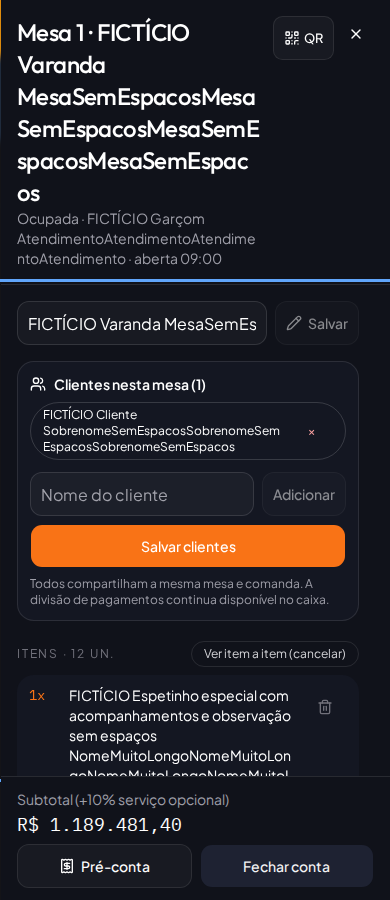 Mesa 1 · FICTÍCIO
Varanda
MesaSemEspacosMesa
SemEspacosMesaSemE
spacosMesaSemEspac
os
QR
×
Ocupada · FICTÍCIO Garçom
AtendimentoAtendimentoAtendime
ntoAtendimento · aberta 09:00
FICTÍCIO Varanda MesaSemEs
Salvar
Clientes nesta mesa (1)
FICTÍCIO Cliente
SobrenomeSemEspacosSobrenomeSem
EspacosSobrenomeSemEspacos
×
Nome do cliente
Adicionar
Salvar clientes
Todos compartilham a mesma mesa e comanda. A
divisão de pagamentos continua disponível no caixa.
ITENS · 12 UN.
Ver item a item (cancelar)
1x
FICTÍCIO Espetinho especial com
acompanhamentos e observação
sem espaços
NomeMuitoLongoNomeMuitoLon
goNomeMuitoLongoNomeMuitoL
Subtotal (+10% serviço opcional)
R$ 1.189.481,40
Pré-conta
Fechar conta